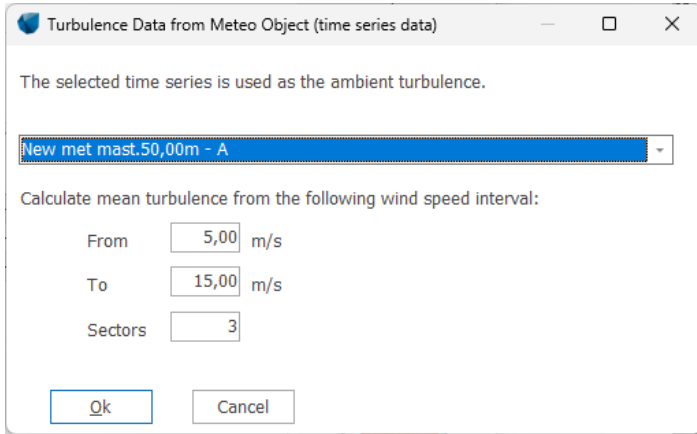 Turbulence Data from Meteo Object (time series data)
The selected time series is used as the ambient turbulence.
New met mast.50,00m - A
Calculate mean turbulence from the following wind speed interval:
From 5,00 m/s
To 15,00 m/s
Sectors 3
Ok Cancel